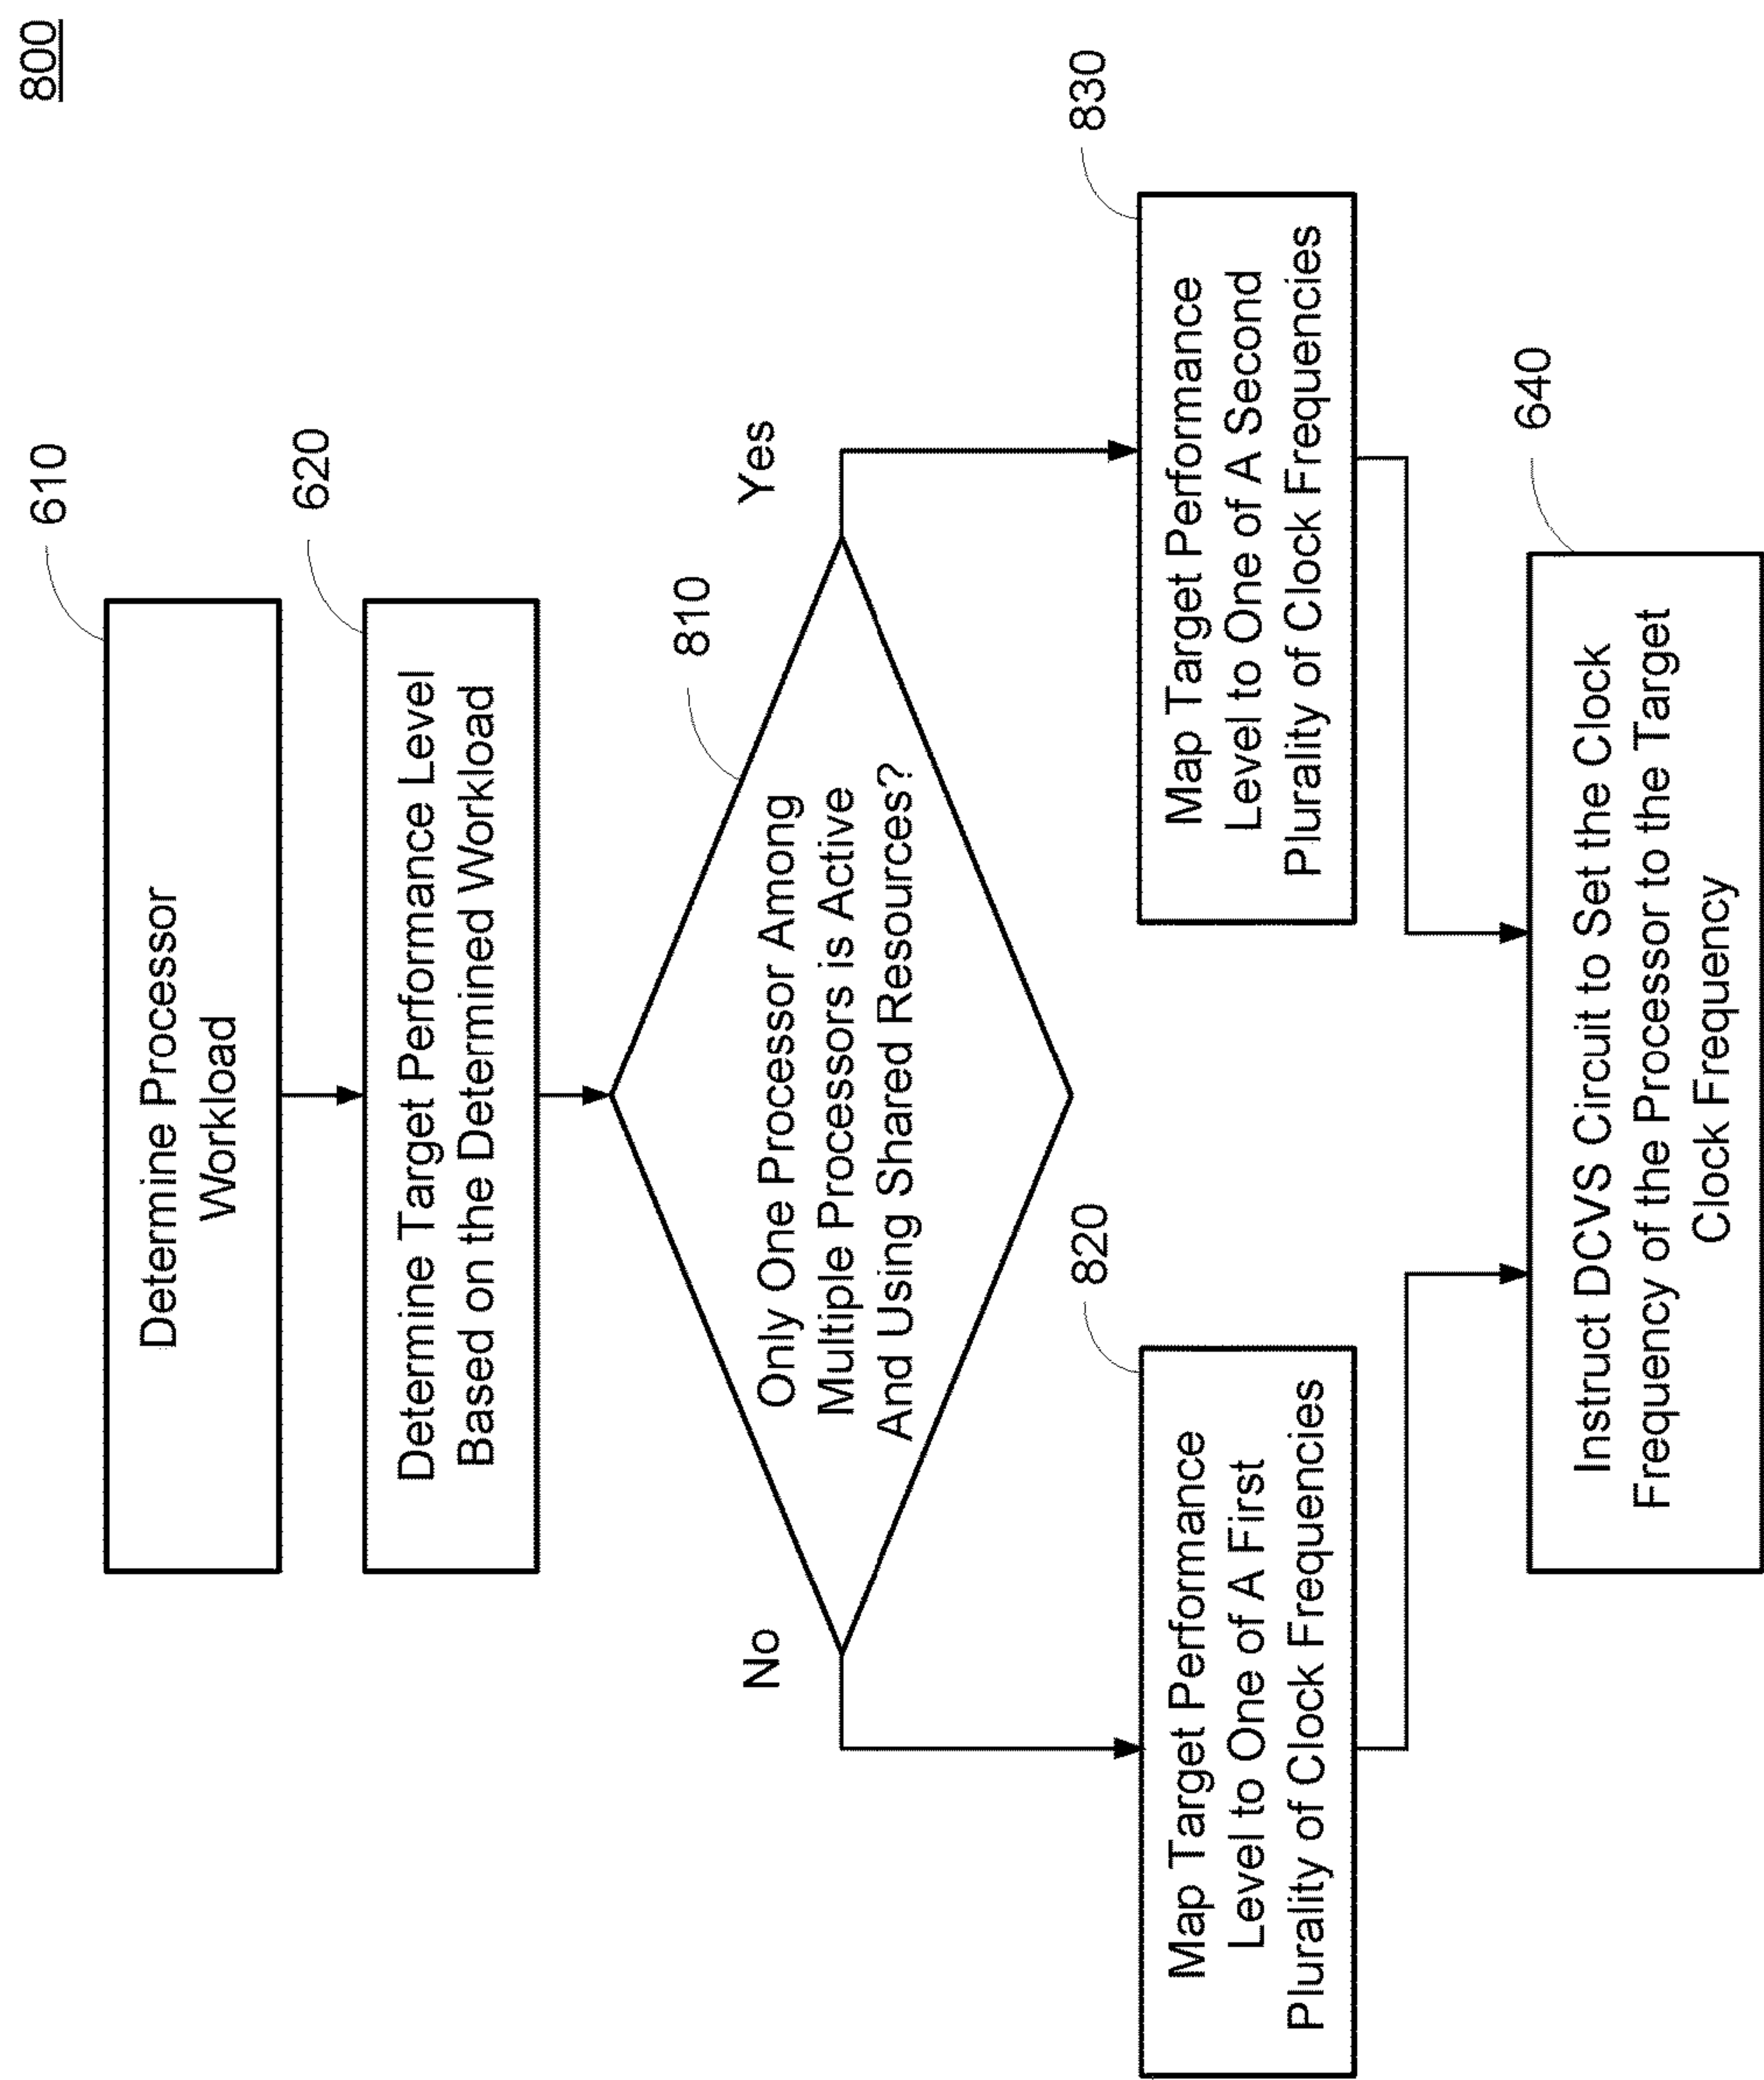 800
610
Determine Processor
Workload
620
Determine Target Performance Level
Based on the Determined Workload
810
Only One Processor Among
Multiple Processors is Active
And Using Shared Resources?
No
Yes
820
Map Target Performance
Level to One of A First
Plurality of Clock Frequencies
830
Map Target Performance
Level to One of A Second
Plurality of Clock Frequencies
640
Instruct DCVS Circuit to Set the Clock
Frequency of the Processor to the Target
Clock Frequency